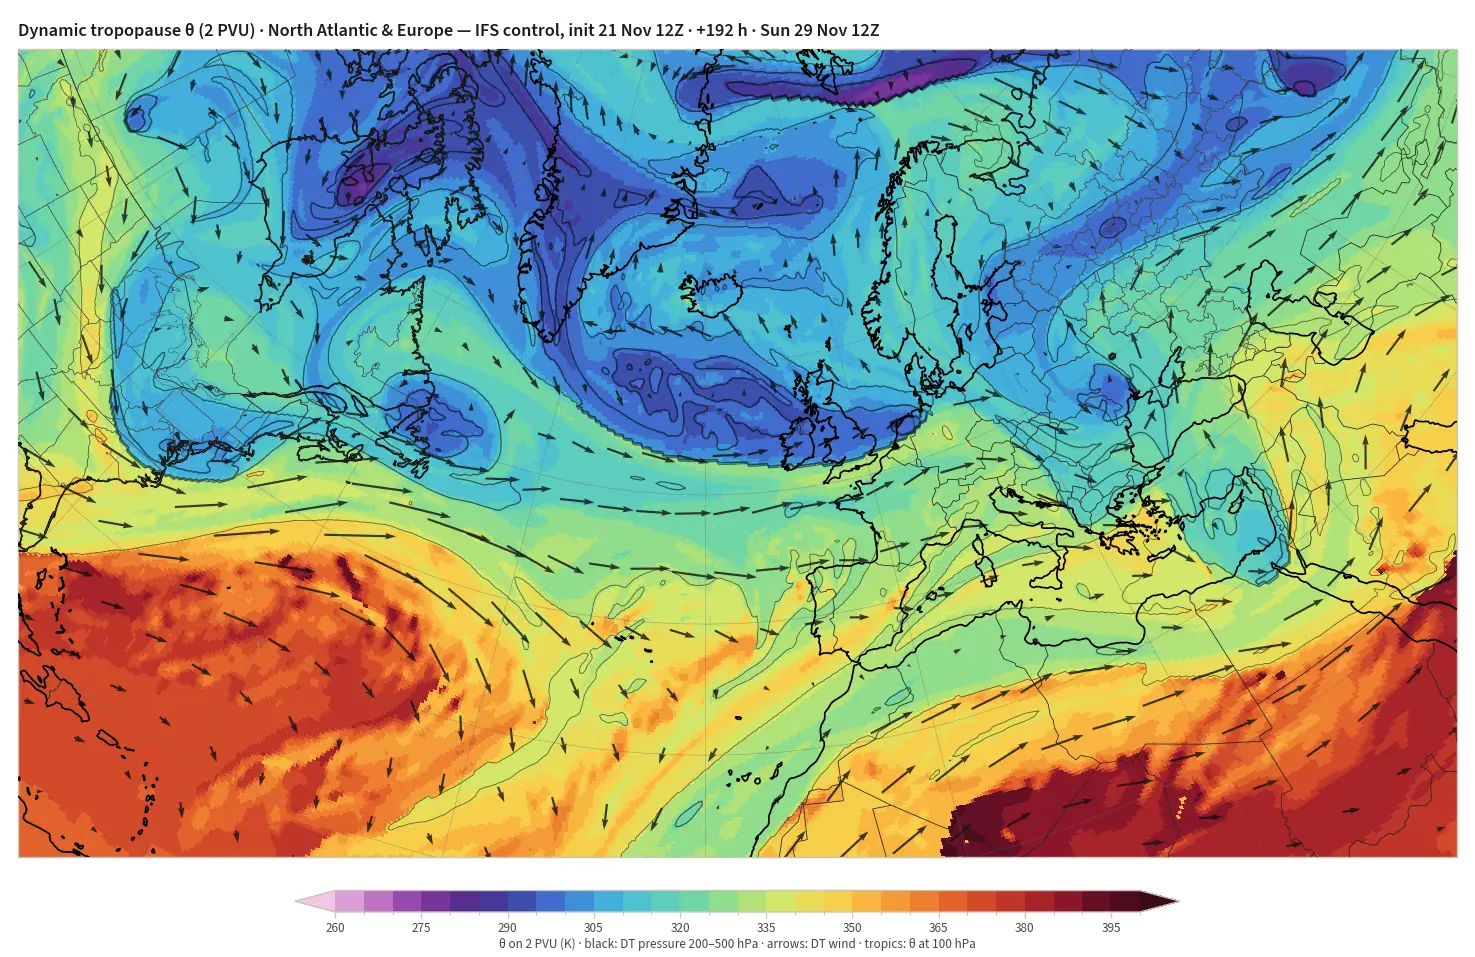 Dynamic tropopause θ (2 PVU) · North Atlantic & Europe — IFS control, init 21 Nov 12Z · +192 h · Sun 29 Nov 12Z
260 275 290 305 320 335 350 365 380 395
θ on 2 PVU (K) · black: DT pressure 200–500 hPa · arrows: DT wind · tropics: θ at 100 hPa